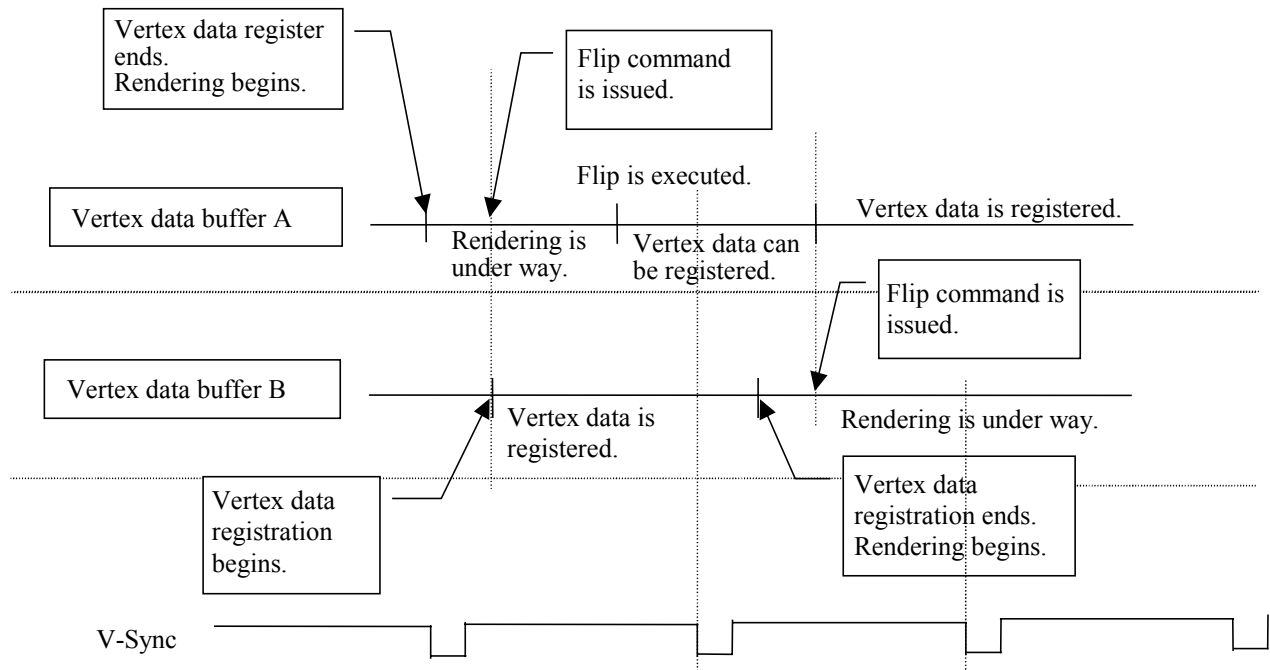 Vertex data register
ends.
Rendering begins.
Flip command
is issued.
Flip is executed.
Vertex data buffer A
Vertex data is registered.
Rendering is
under way.
Vertex data can
be registered.
Flip command is
issued.
Vertex data buffer B
Vertex data is
registered.
Rendering is under way.
Vertex data
registration
begins.
Vertex data
registration ends.
Rendering begins.
V-Sync